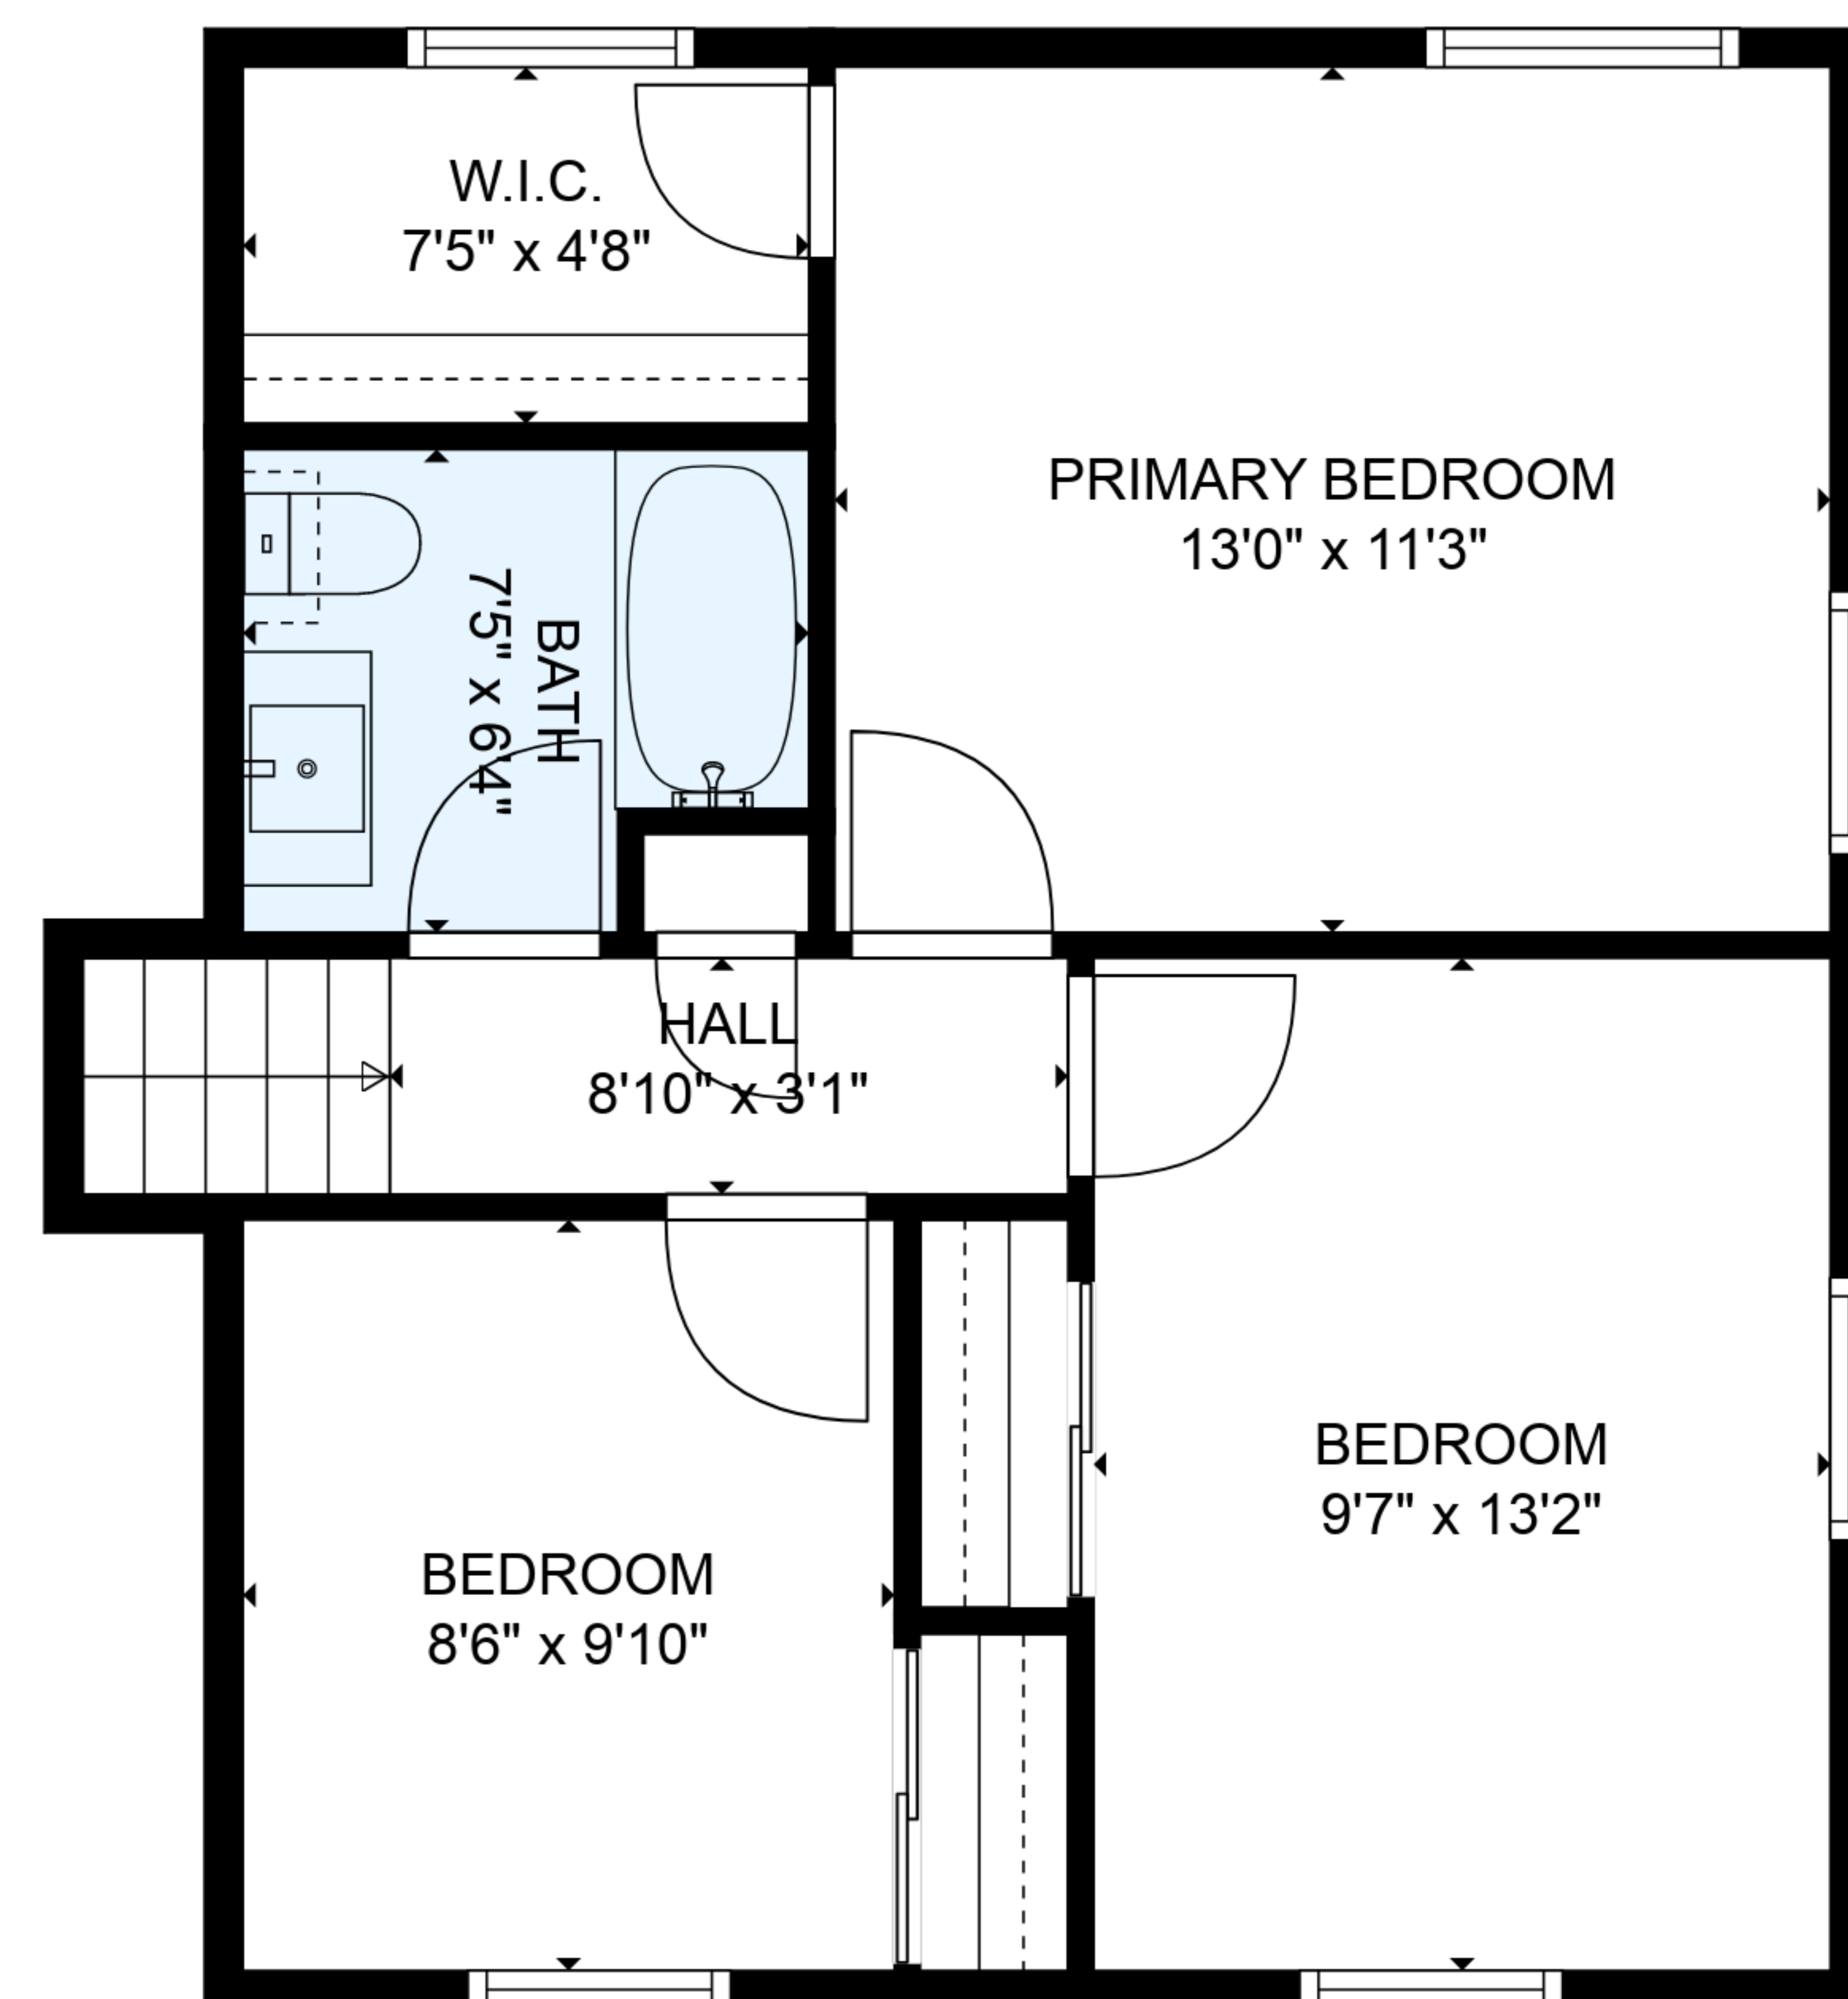 W.I.C.
7'5" x 4'8"
PRIMARY BEDROOM
13'0" x 11'3"
BATH
7'5" x 6'4"
HALL
8'10" x 3'1"
BEDROOM
9'7" x 13'2"
BEDROOM
8'6" x 9'10"